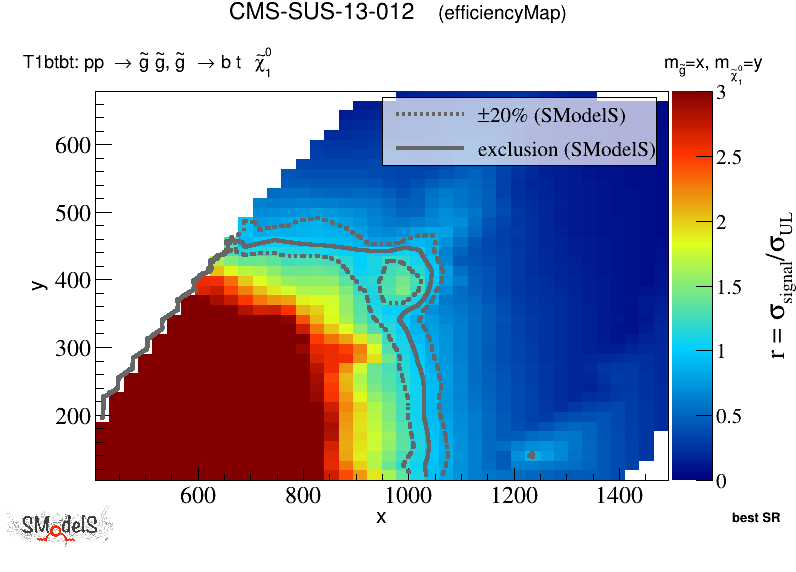 CMS-SUS-13-012 (efficiencyMap)
T1btbt: pp → g̃ g̃, g̃ → b t χ̃₁⁰
m_g̃=x, m_χ̃₁⁰=y
±20% (SModelS)
exclusion (SModelS)
3
2.5
2
1.5
1
0.5
0
r = σ_signal/σ_UL
600
500
400
300
200
y
600 800 1000 1200 1400
x
best SR
SModelS